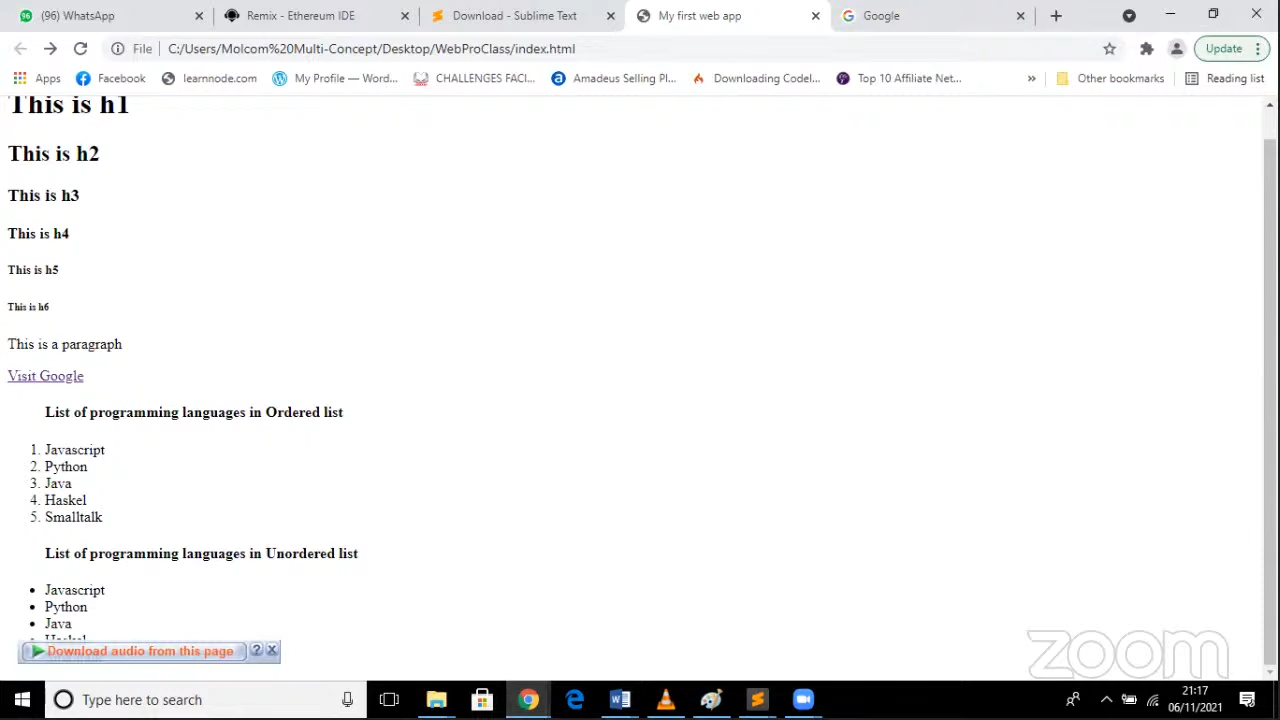 (96) WhatsApp
Remix - Ethereum IDE
Download - Sublime Text
My first web app
Google
File
C:/Users/Molcom%20Multi-Concept/Desktop/WebProClass/index.html
Update
Apps
Facebook
learnnode.com
My Profile — Word...
CHALLENGES FACI...
Amadeus Selling Pl...
Downloading Codel...
Top 10 Affiliate Net...
»
Other bookmarks
Reading list
This is h1
This is h2
This is h3
This is h4
This is h5
This is h6
This is a paragraph
Visit Google
List of programming languages in Ordered list
1. Javascript
2. Python
3. Java
4. Haskel
5. Smalltalk
List of programming languages in Unordered list
• Javascript
• Python
• Java
• Haskel
Download audio from this page
zoom
Type here to search
21:17
06/11/2021